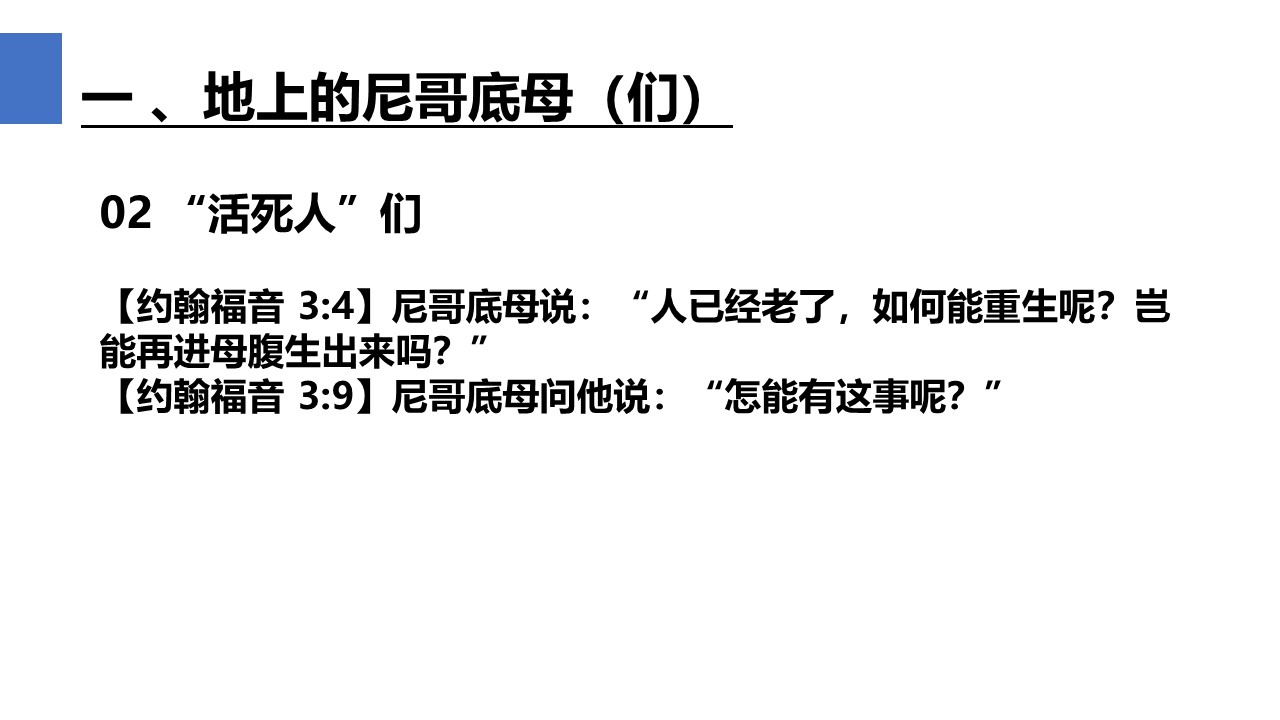 一 、地上的尼哥底母（们）
02 “活死人”们
【约翰福音 3:4】尼哥底母说：“人已经老了，如何能重生呢？岂
能再进母腹生出来吗？”
【约翰福音 3:9】尼哥底母问他说：“怎能有这事呢？”